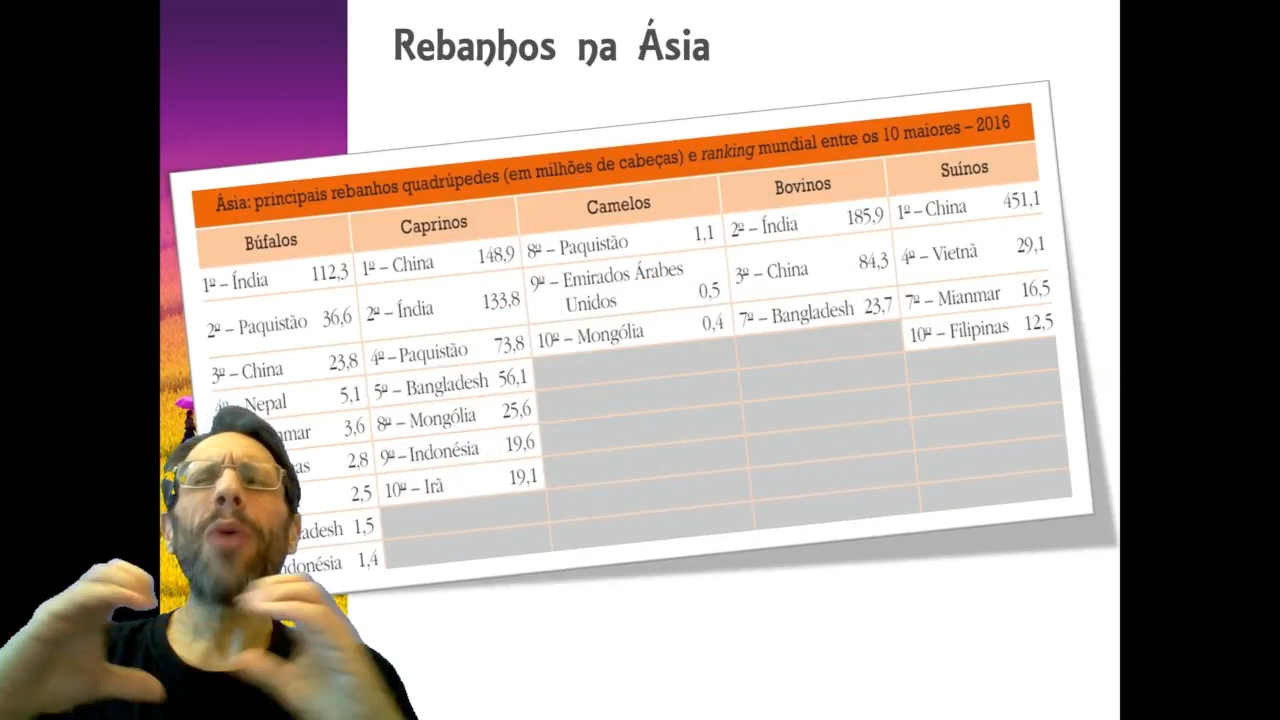 Rebanhos na Ásia
Ásia: principais rebanhos quadrúpedes (em milhões de cabeças) e ranking mundial entre os 10 maiores – 2016
Búfalos
1º – Índia 112,3
2º – Paquistão 36,6
3º – China 23,8
Nepal 5,1
3,6
2,8
2,5
1,5
1,4
Caprinos
1º – China 148,9
2º – Índia 133,8
4º – Paquistão 73,8
5º – Bangladesh 56,1
8º – Mongólia 25,6
9º – Indonésia 19,6
10º – Irã 19,1
Camelos
8º – Paquistão 1,1
9º – Emirados Árabes
Unidos 0,5
10º – Mongólia 0,4
Bovinos
2º – Índia 185,9
3º – China 84,3
7º – Bangladesh 23,7
Suínos
1º – China 451,1
4º – Vietnã 29,1
7º – Mianmar 16,5
10º – Filipinas 12,5